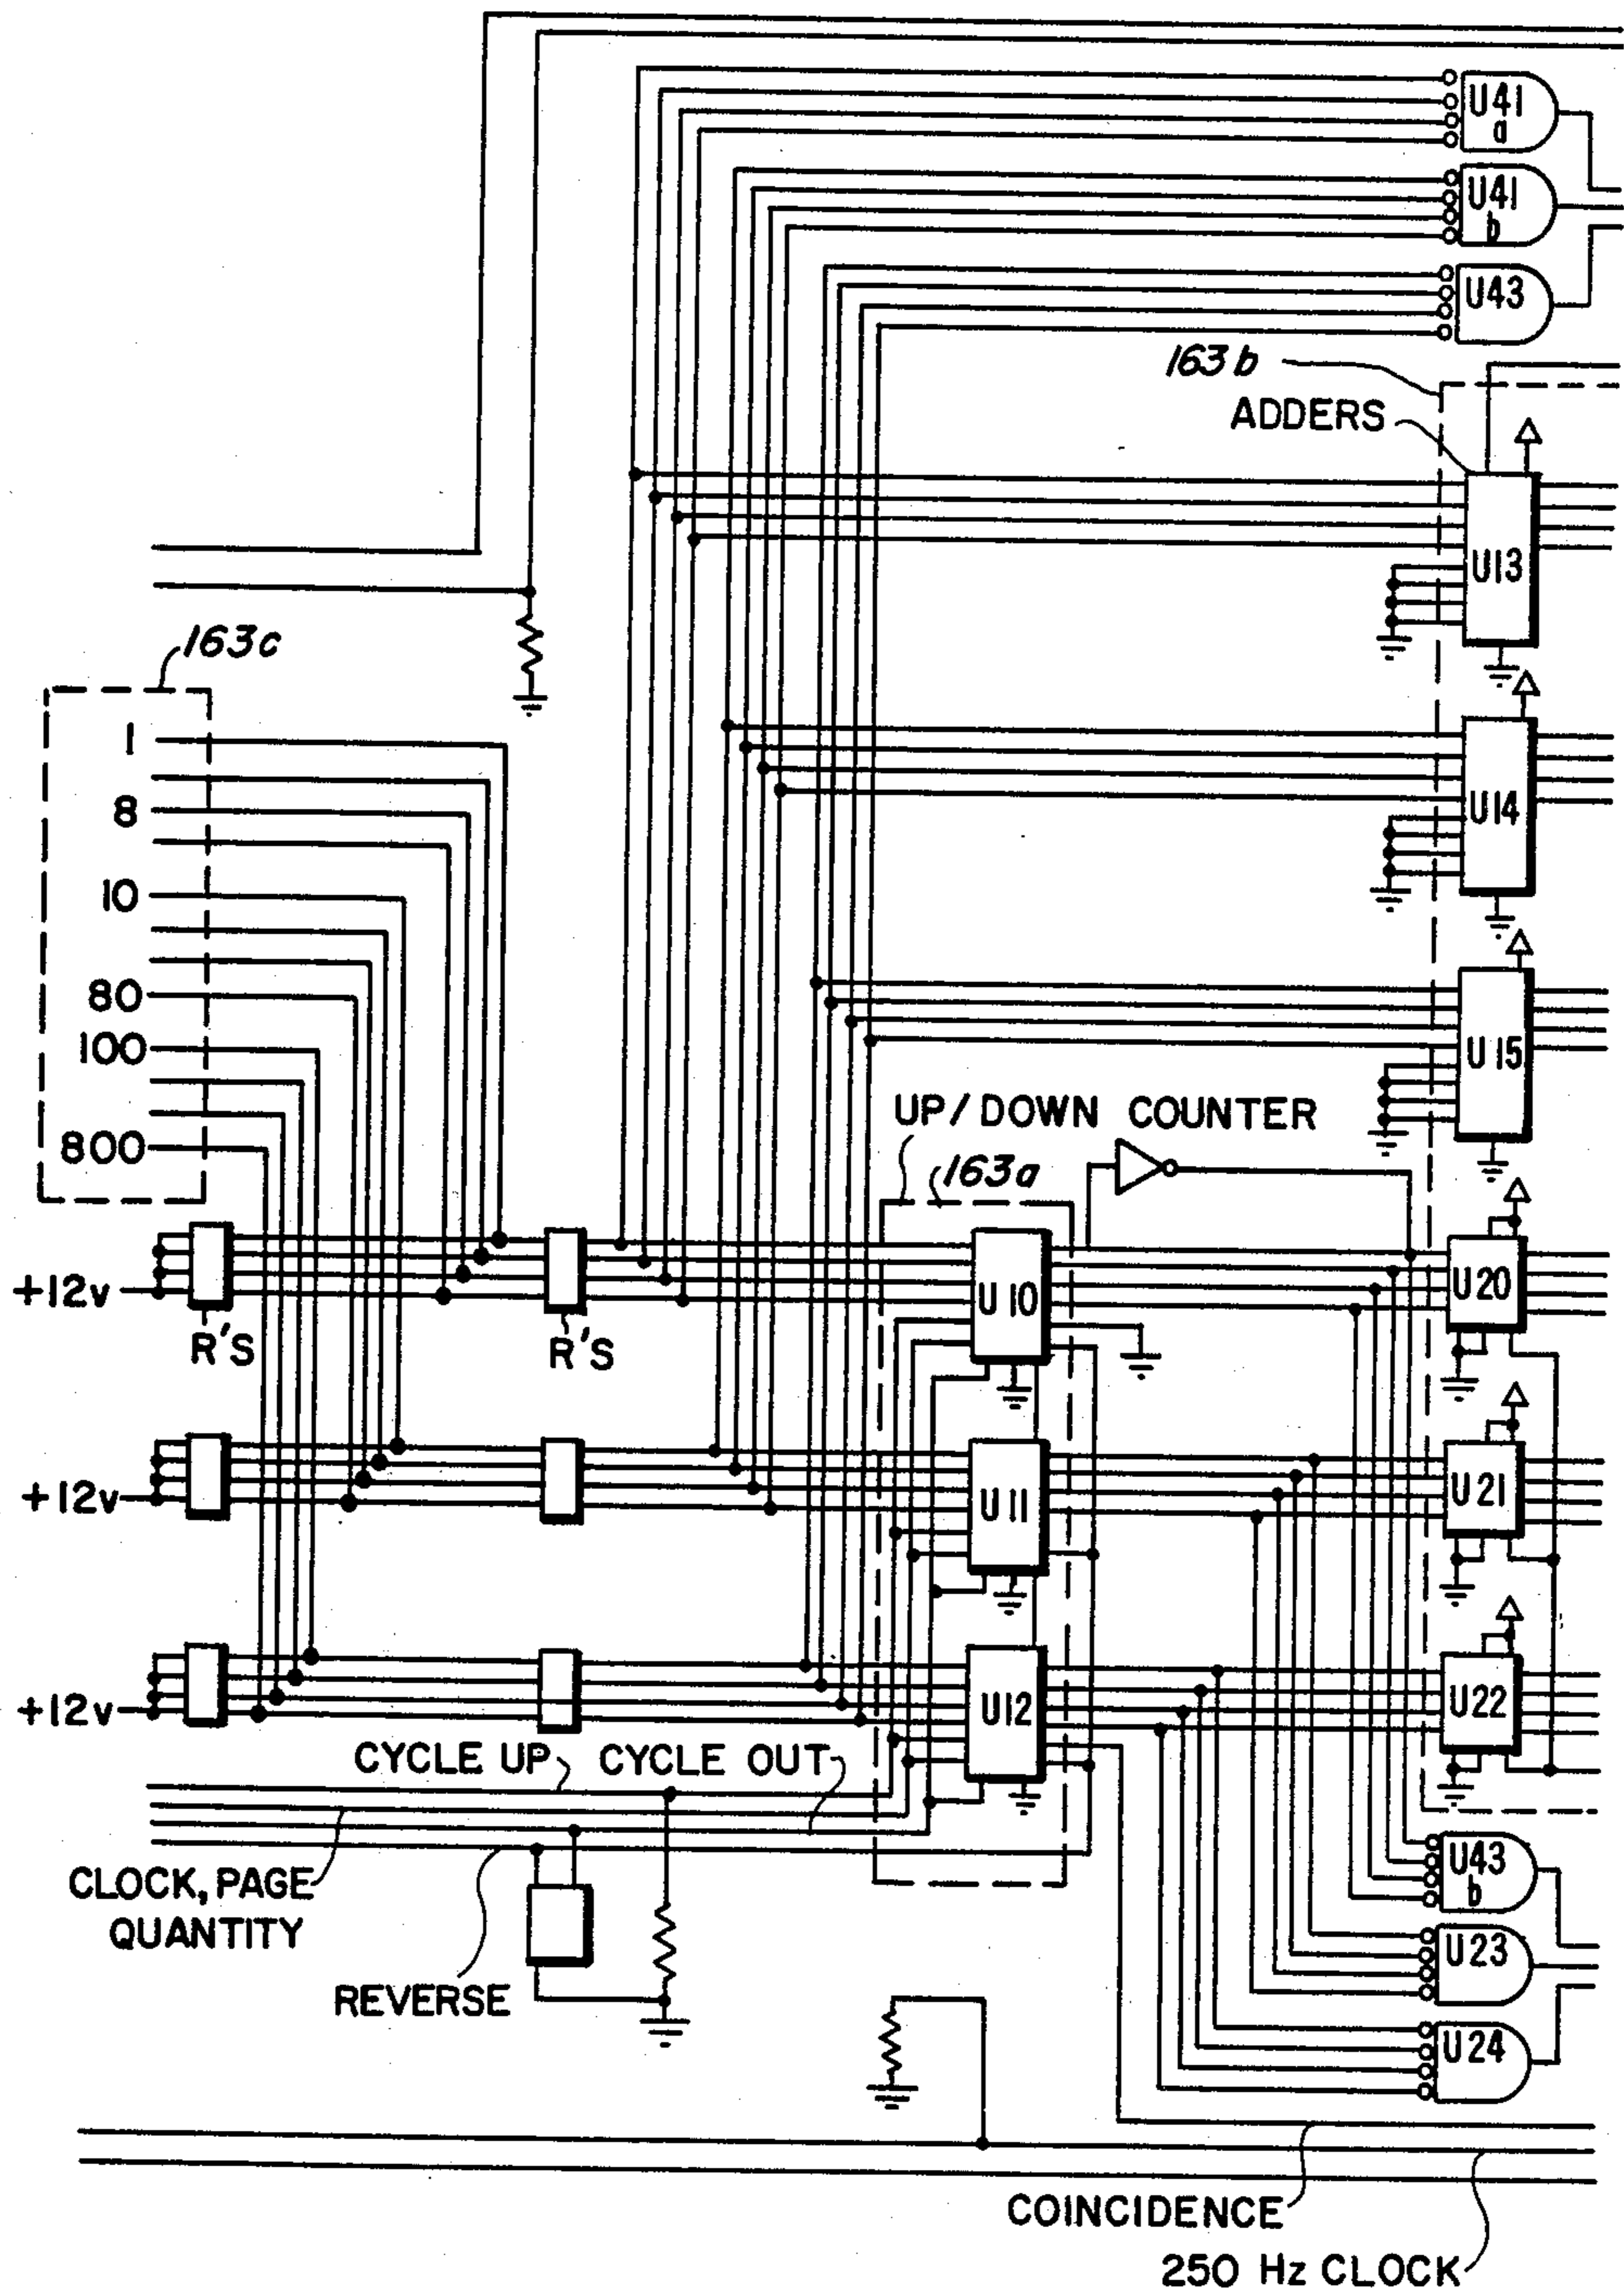 U41
a
U41
b
U43
163b
ADDERS
U13
163c
1
8
U14
10
80
100
U15
800
UP/DOWN COUNTER
163a
+12v
R'S
R'S
U10
U20
+12v
U11
U21
+12v
U12
U22
CYCLE UP
CYCLE OUT
CLOCK, PAGE
QUANTITY
REVERSE
U43
b
U23
U24
COINCIDENCE
250 Hz CLOCK